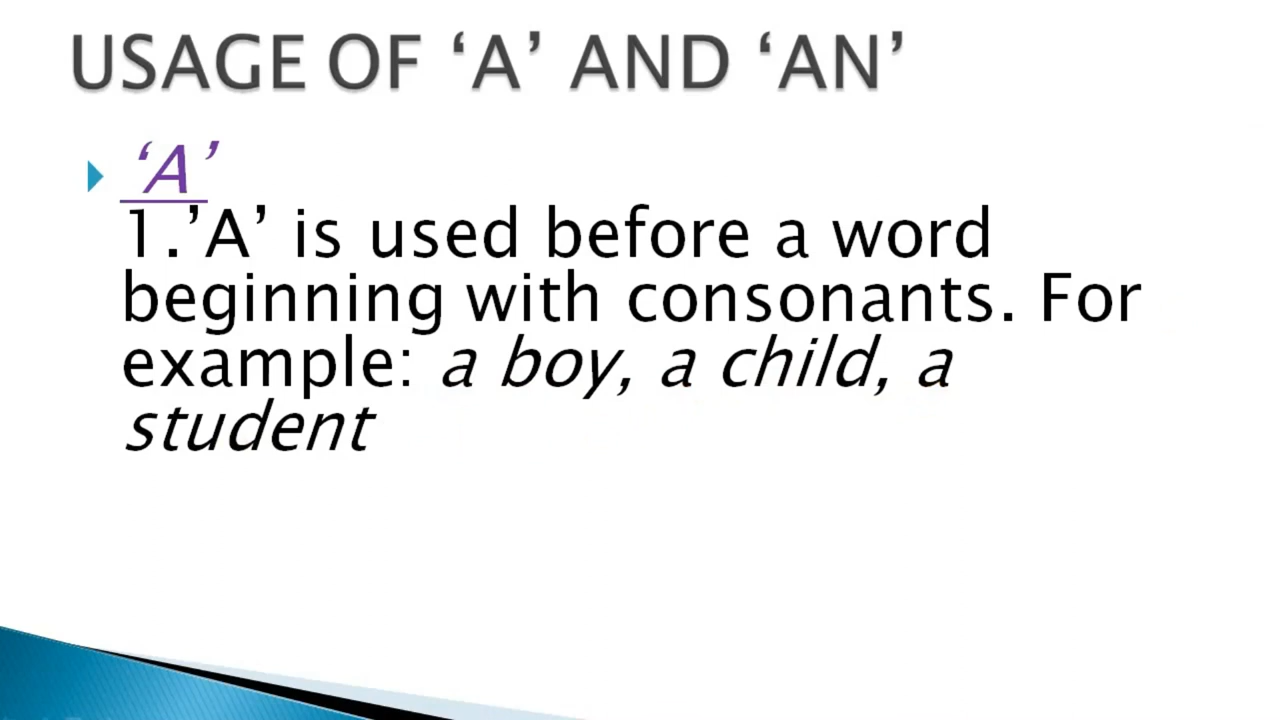 USAGE OF ‘A’ AND ‘AN’
‘A’
1.’A’ is used before a word
beginning with consonants. For
example: a boy, a child, a
student